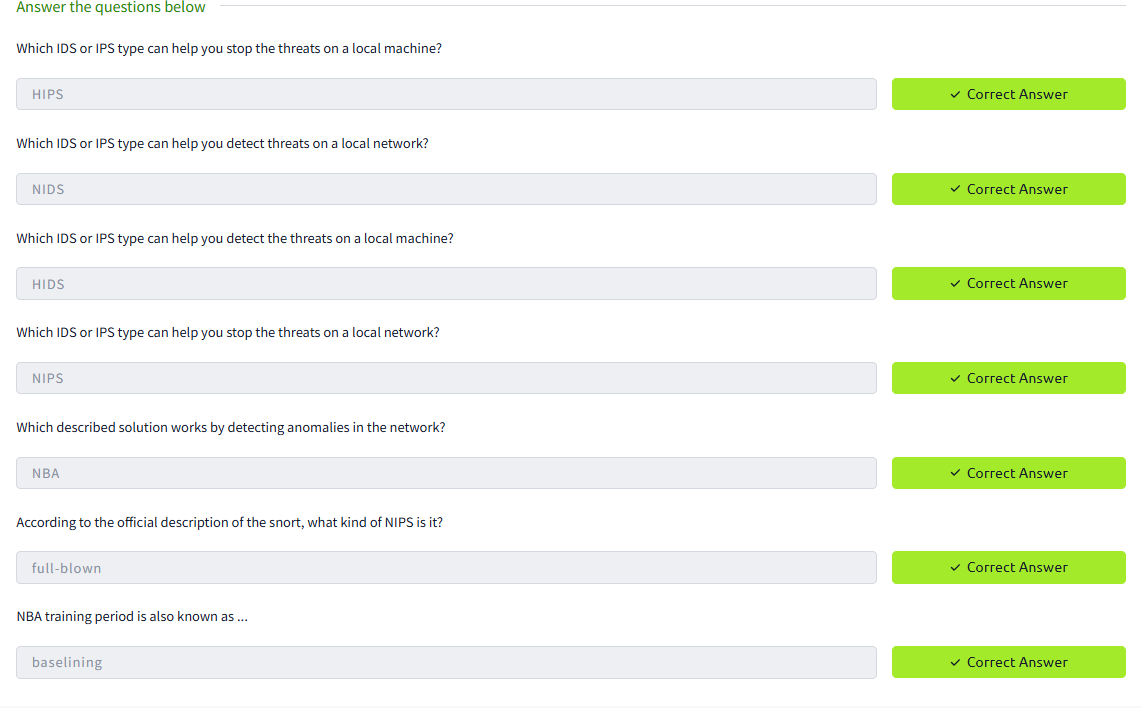 Answer the questions below
Which IDS or IPS type can help you stop the threats on a local machine?
HIPS
✓ Correct Answer
Which IDS or IPS type can help you detect threats on a local network?
NIDS
✓ Correct Answer
Which IDS or IPS type can help you detect the threats on a local machine?
HIDS
✓ Correct Answer
Which IDS or IPS type can help you stop the threats on a local network?
NIPS
✓ Correct Answer
Which described solution works by detecting anomalies in the network?
NBA
✓ Correct Answer
According to the official description of the snort, what kind of NIPS is it?
full-blown
✓ Correct Answer
NBA training period is also known as ...
baselining
✓ Correct Answer